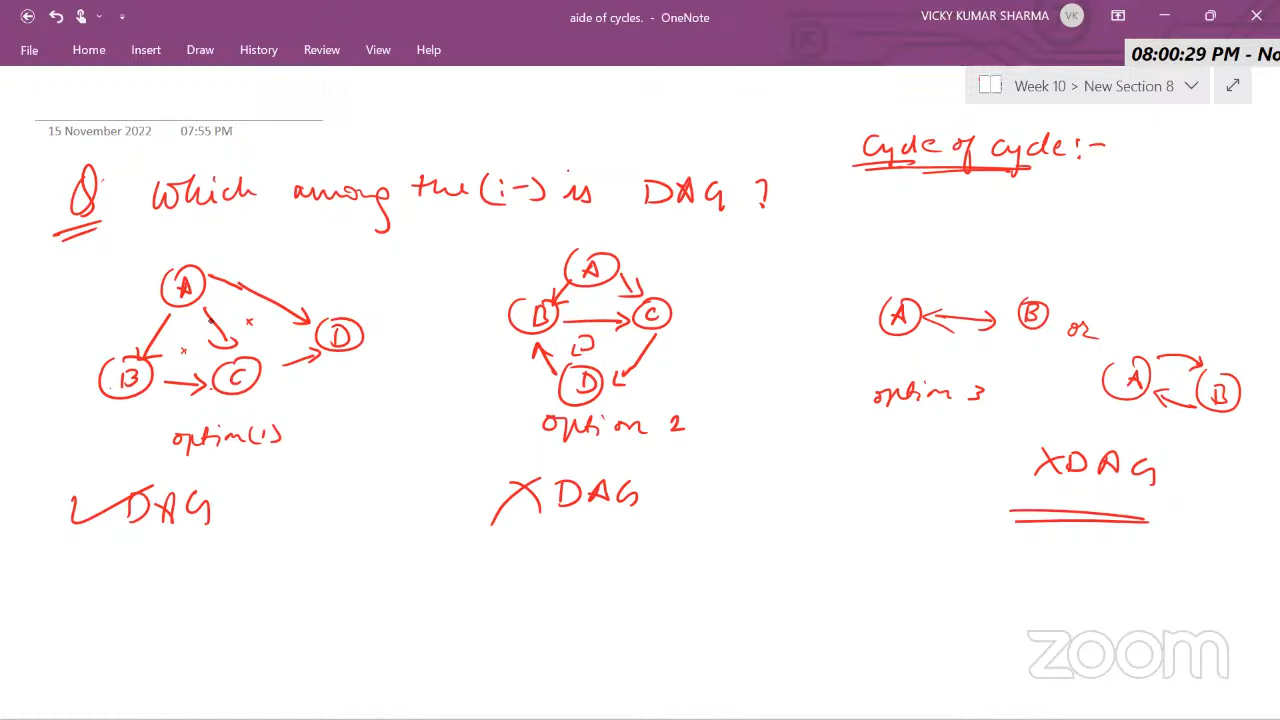 aide of cycles. - OneNote
VICKY KUMAR SHARMA
VK
File Home Insert Draw History Review View Help
08:00:29 PM - No
Week 10 > New Section 8
15 November 2022 07:55 PM
Cycle of cycle :-
Q Which among the (:-) is DAG ?
A
B
C
D
option(1)
A
B
C
D
option 2
A
B
or
A
B
option 3
DAG
X DAG
X DAG
zoom